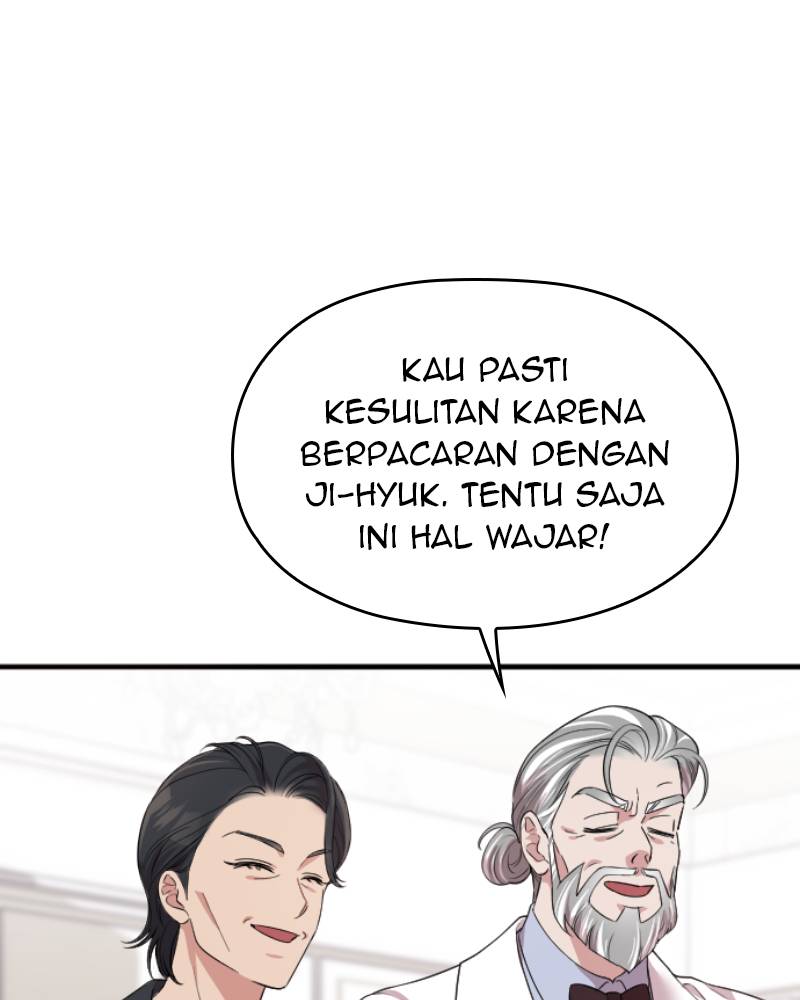 KAU PASTI
KESULITAN KARENA
BERPACARAN DENGAN
JI-HYUK. TENTU SAJA
INI HAL WAJAR!